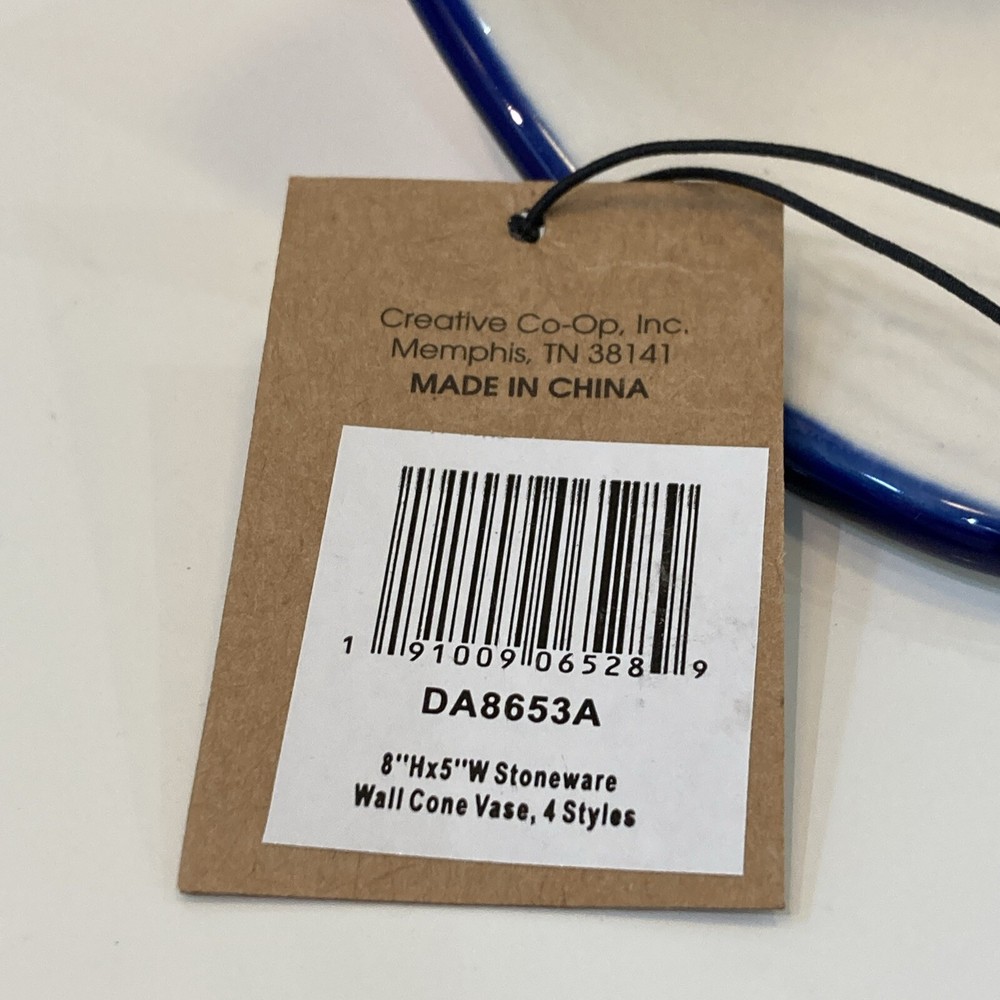 Creative Co-Op, Inc.
Memphis, TN 38141
MADE IN CHINA
1 91009 06528 9
DA8653A
8"Hx5"W Stoneware
Wall Cone Vase, 4 Styles